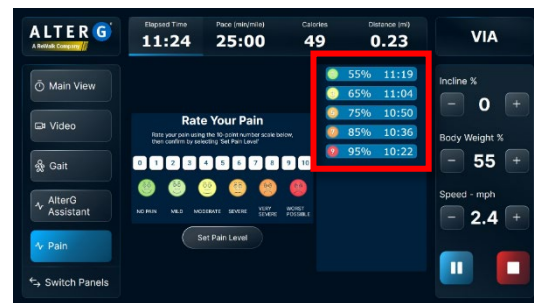 ALTER G
A ReWalk Company
Elapsed Time
11:24
Pace (min/mile)
25:00
Calories
49
Distance (mi)
0.23
VIA
Main View
Video
Gait
AlterG
Assistant
Pain
Switch Panels
Rate Your Pain
Rate your pain using the 10-point number scale below,
then confirm by selecting 'Set Pain Level'
0 1 2 3 4 5 6 7 8 9 10
NO PAIN MILD MODERATE SEVERE VERY SEVERE WORST POSSIBLE
Set Pain Level
55% 11:19
65% 11:04
75% 10:50
85% 10:36
95% 10:22
Incline %
- 0 +
Body Weight %
- 55 +
Speed - mph
- 2.4 +